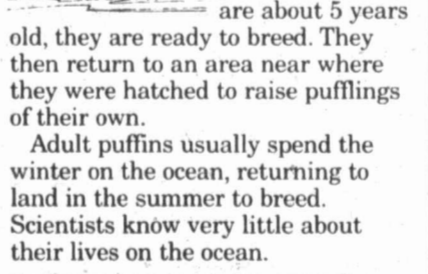 are about 5 years
old, they are ready to breed. They
then return to an area near where
they were hatched to raise pufflings
of their own.
Adult puffins usually spend the
winter on the ocean, returning to
land in the summer to breed.
Scientists know very little about
their lives on the ocean.